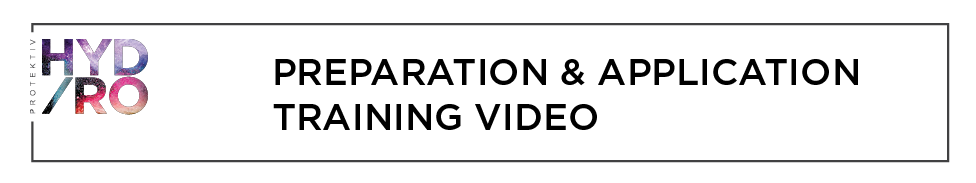 PROTEKTIV
HYD
/RO
PREPARATION & APPLICATION
TRAINING VIDEO